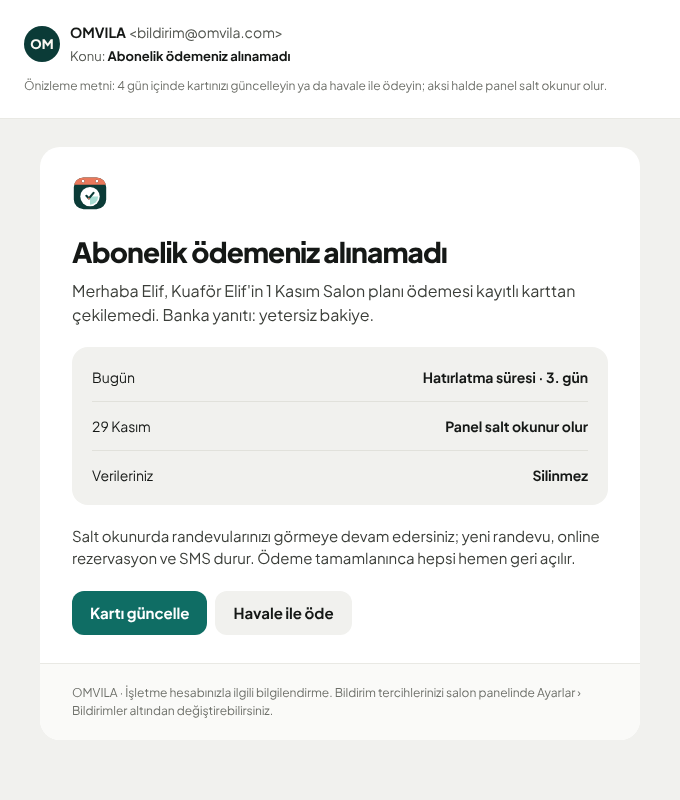 OM
OMVILA <bildirim@omvila.com>
Konu: Abonelik ödemeniz alınamadı
Önizleme metni: 4 gün içinde kartınızı güncelleyin ya da havale ile ödeyin; aksi halde panel salt okunur olur.
Abonelik ödemeniz alınamadı
Merhaba Elif, Kuaför Elif'in 1 Kasım Salon planı ödemesi kayıtlı karttan
çekilemedi. Banka yanıtı: yetersiz bakiye.
Bugün Hatırlatma süresi · 3. gün
29 Kasım Panel salt okunur olur
Verileriniz Silinmez
Salt okunurda randevularınızı görmeye devam edersiniz; yeni randevu, online
rezervasyon ve SMS durur. Ödeme tamamlanınca hepsi hemen geri açılır.
Kartı güncelle Havale ile öde
OMVILA · İşletme hesabınızla ilgili bilgilendirme. Bildirim tercihlerinizi salon panelinde Ayarlar ›
Bildirimler altından değiştirebilirsiniz.